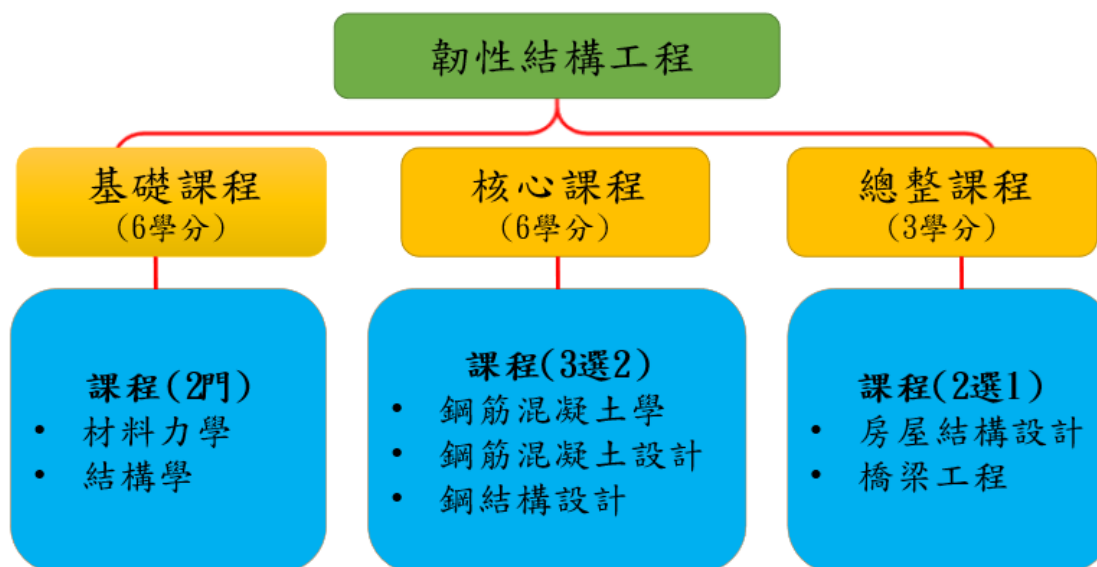 韌性結構工程
基礎課程
(6學分)
課程(2門)
• 材料力學
• 結構學
核心課程
(6學分)
課程(3選2)
• 鋼筋混凝土學
• 鋼筋混凝土設計
• 鋼結構設計
總整課程
(3學分)
課程(2選1)
• 房屋結構設計
• 橋梁工程